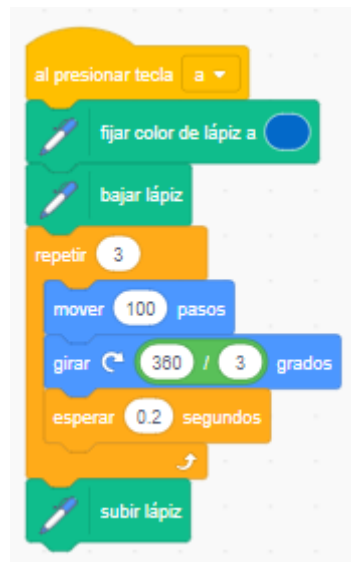 al presionar tecla a
fijar color de lápiz a
bajar lápiz
repetir 3
mover 100 pasos
girar 360 / 3 grados
esperar 0.2 segundos
subir lápiz